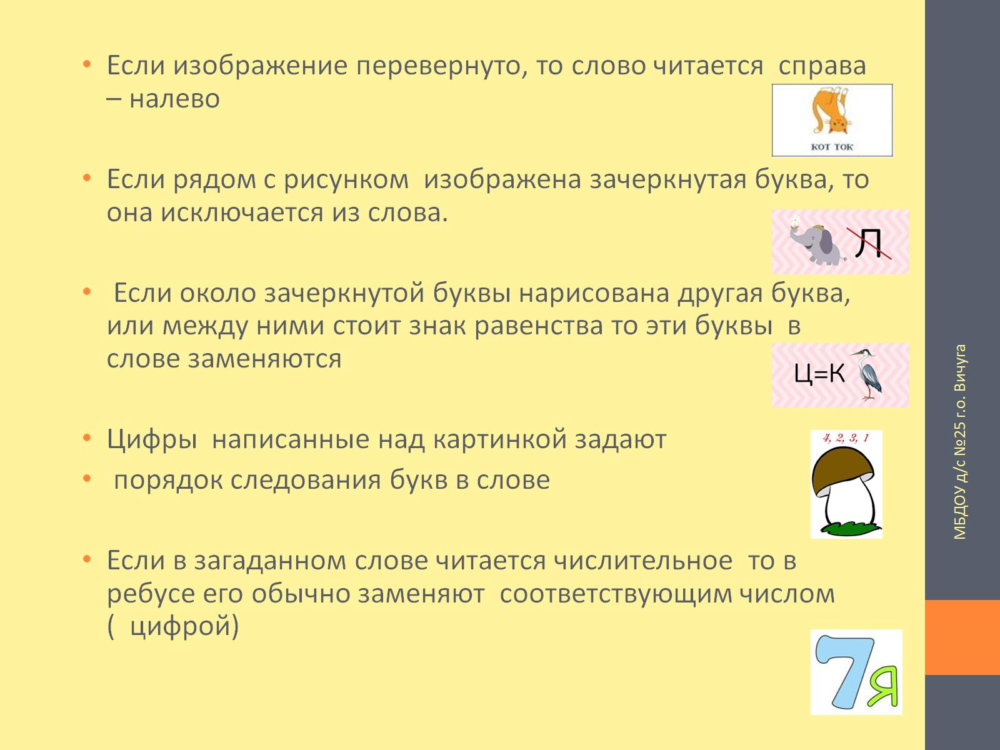 • Если изображение перевернуто, то слово читается  справа
– налево
КОТ ТОК
• Если рядом с рисунком  изображена зачеркнутая буква, то
она исключается из слова.
Л
•  Если около зачеркнутой буквы нарисована другая буква,
или между ними стоит знак равенства то эти буквы  в
слове заменяются
Ц=К
• Цифры  написанные над картинкой задают
•  порядок следования букв в слове
4, 2, 3, 1
• Если в загаданном слове читается числительное  то в
ребусе его обычно заменяют  соответствующим числом
(  цифрой)
7я
МБДОУ д/с №25 г.о. Вичуга